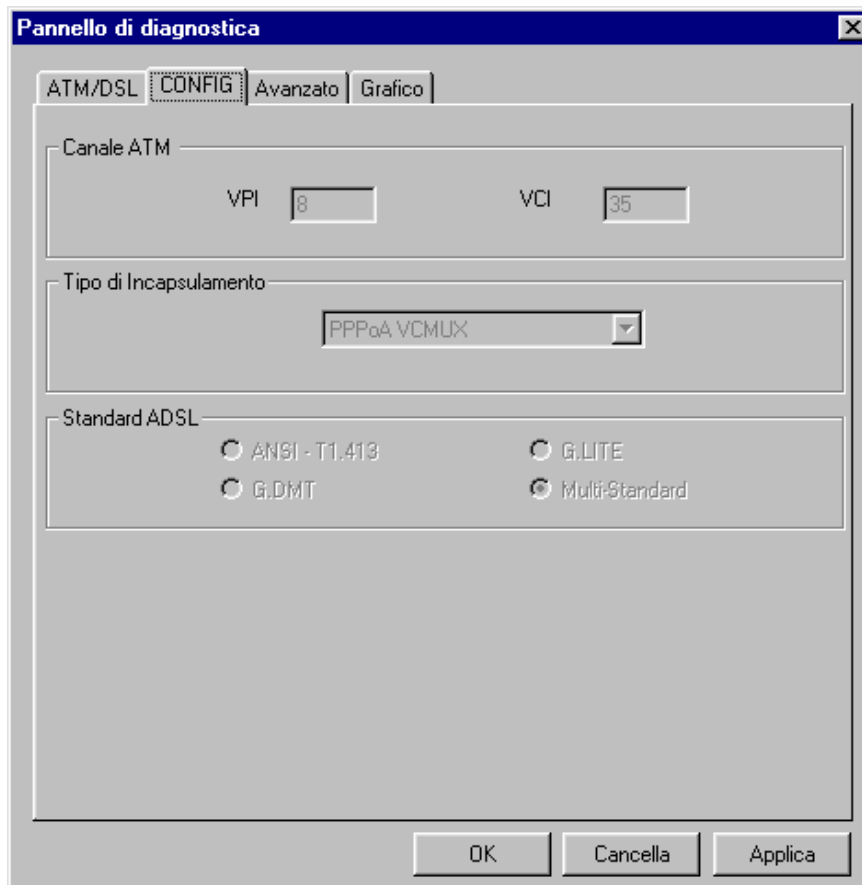 Pannello di diagnostica
ATM/DSL CONFIG Avanzato Grafico
Canale ATM
VPI 8 VCI 35
Tipo di Incapsulamento
PPPoA VCMUX
Standard ADSL
ANSI - T1.413 G.LITE
G.DMT Multi-Standard
OK Cancella Applica